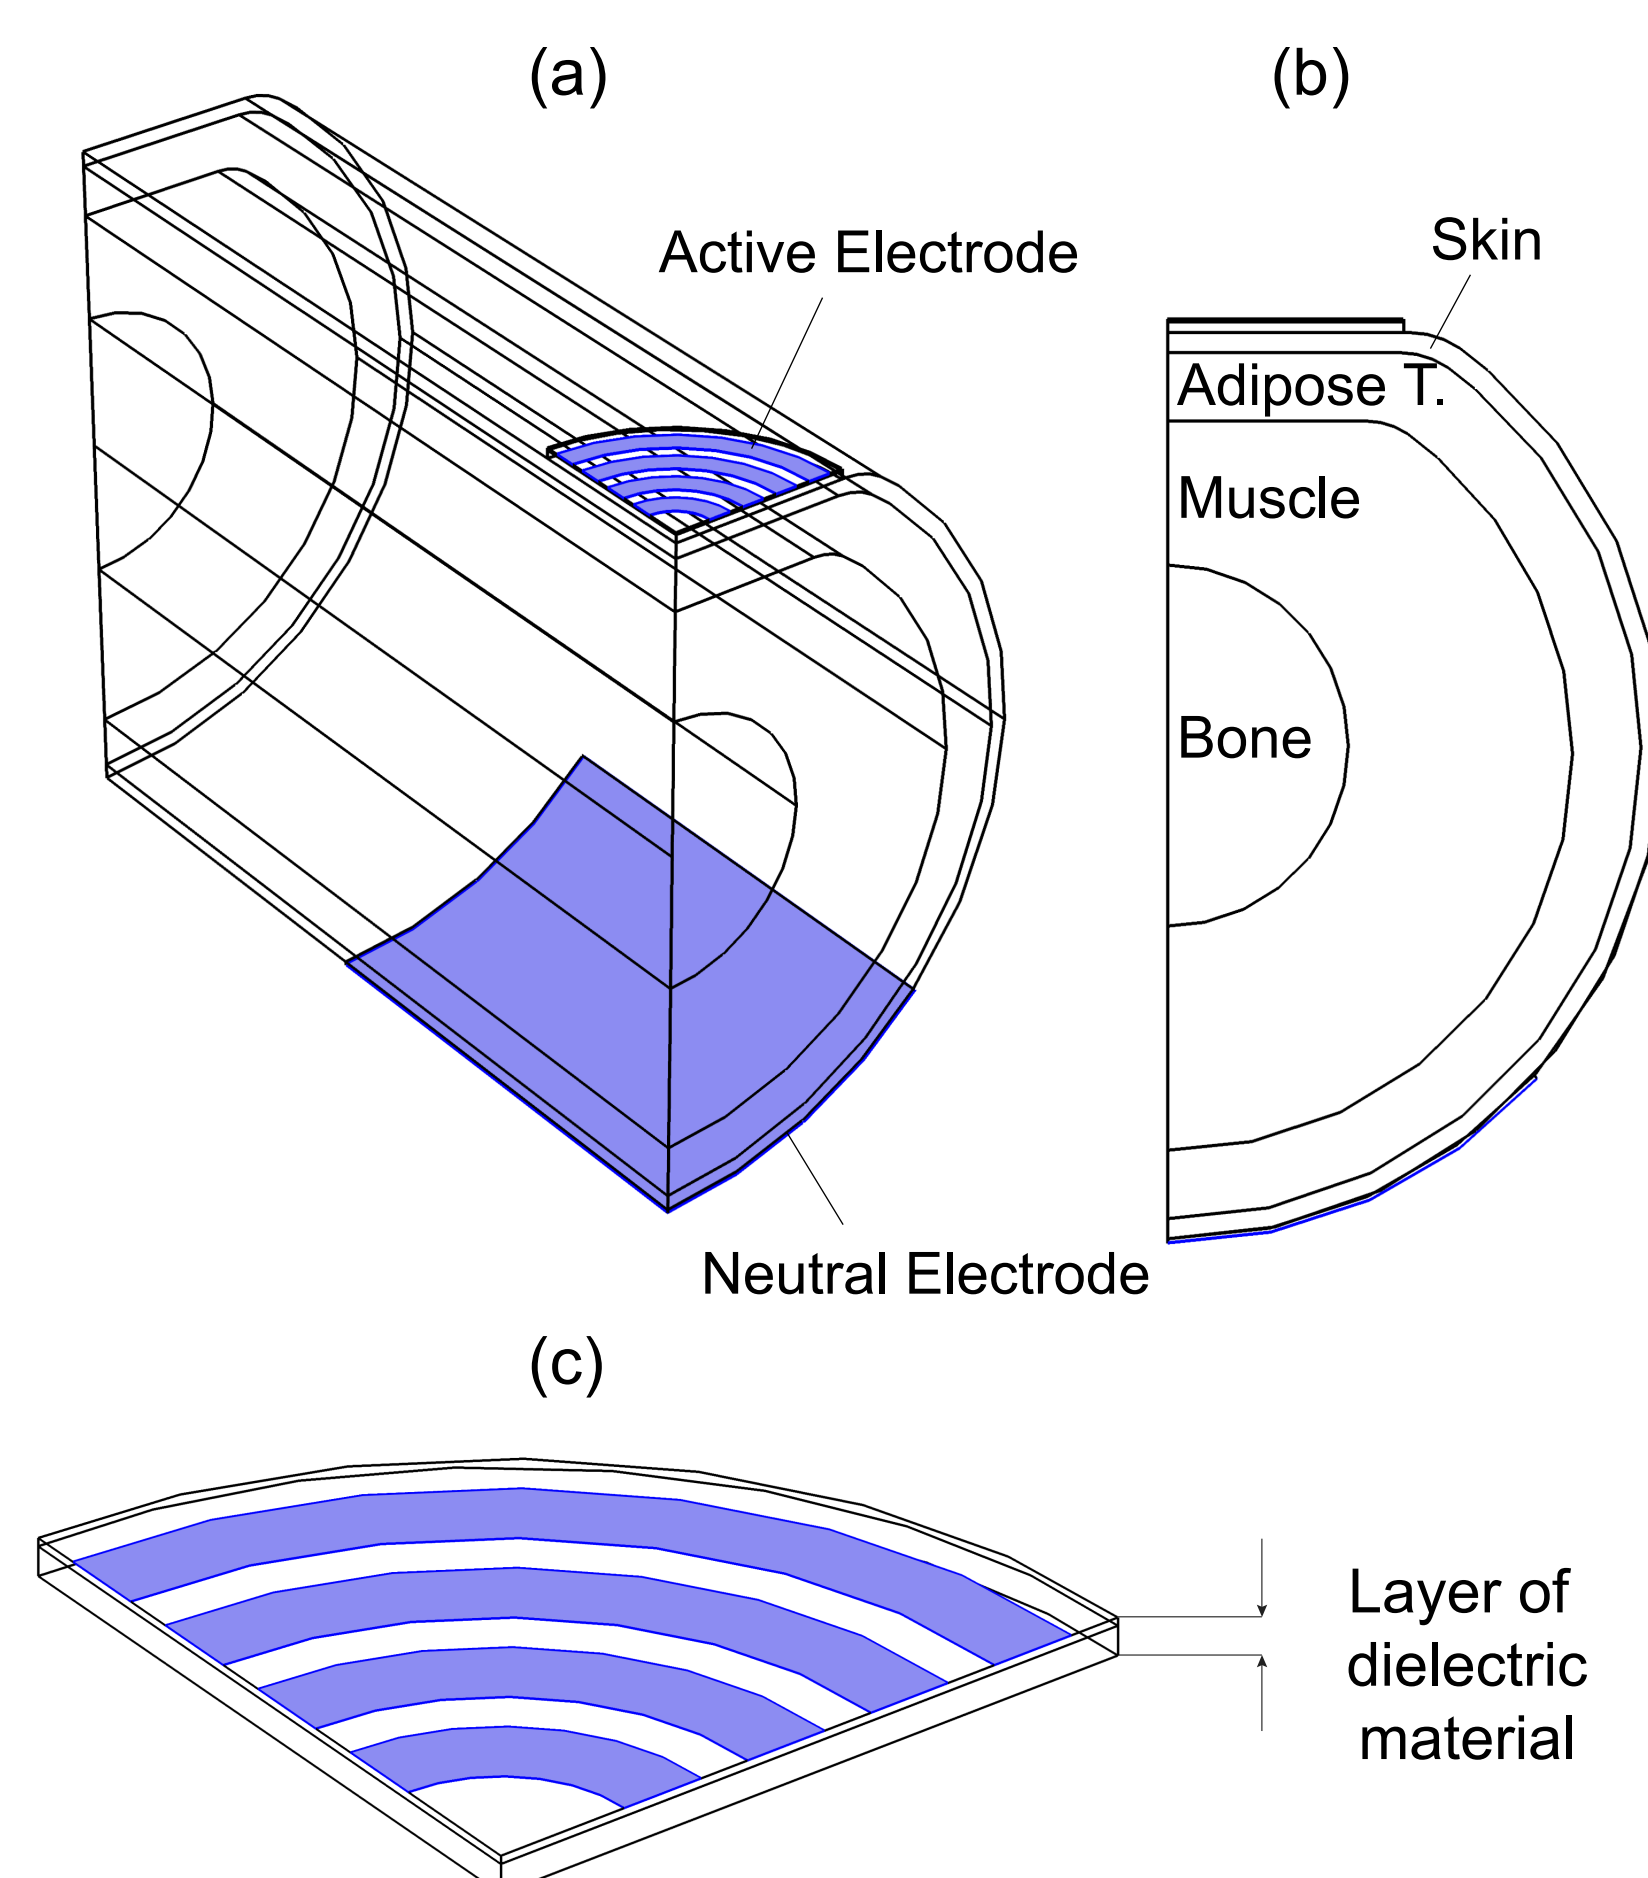 (a)
(b)
Active Electrode
Skin
Adipose T.
Muscle
Bone
Neutral Electrode
(c)
Layer of
dielectric
material